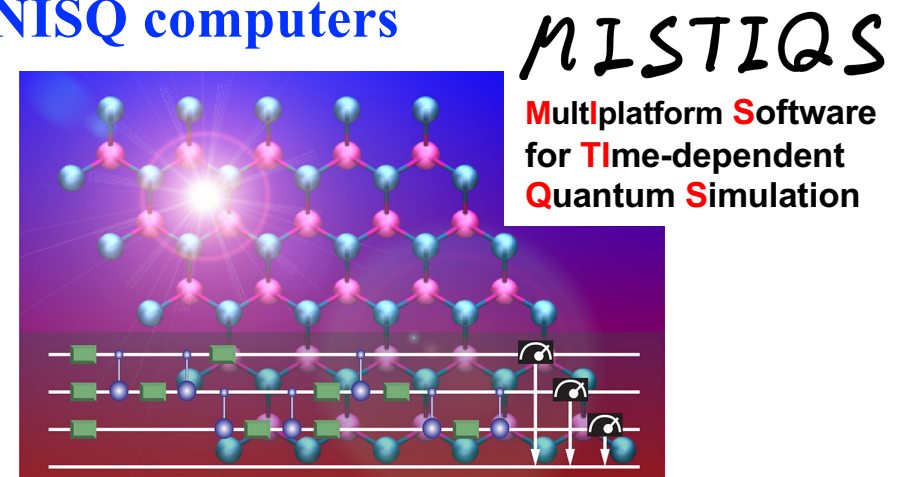 NISQ computers
MISTIQS
MultIplatform Software
for TIme-dependent
Quantum Simulation